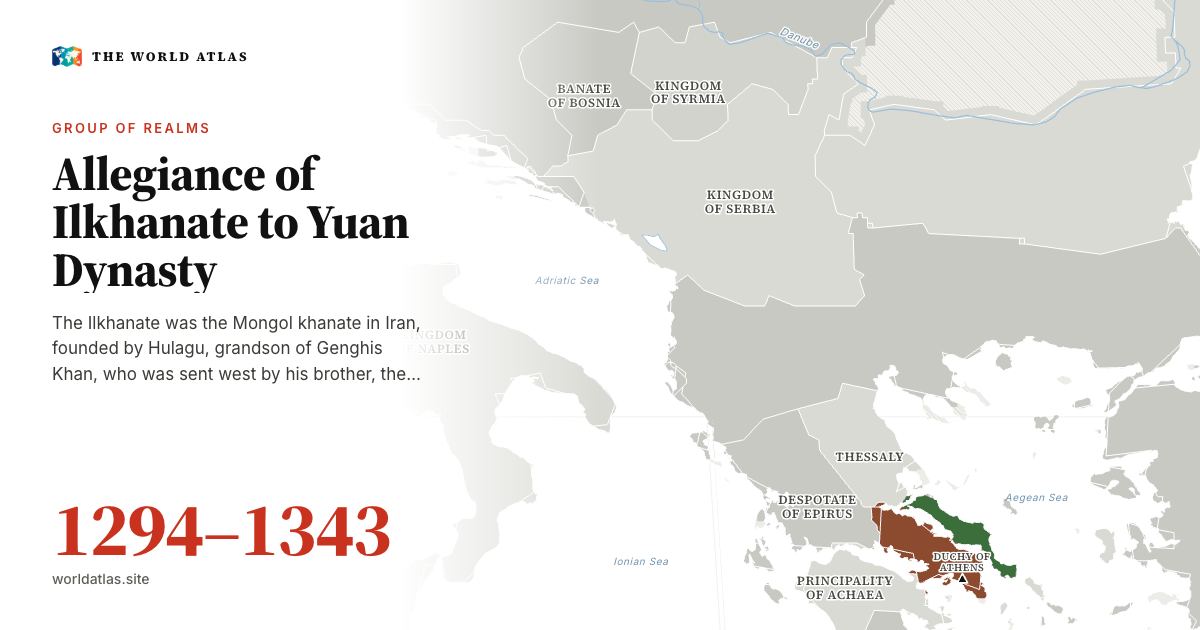 THE WORLD ATLAS
GROUP OF REALMS
Allegiance of
Ilkhanate to Yuan
Dynasty
The Ilkhanate was the Mongol khanate in Iran,
founded by Hulagu, grandson of Genghis
Khan, who was sent west by his brother, the...
1294–1343
worldatlas.site
Danube
BANATE
OF BOSNIA
KINGDOM
OF SYRMIA
KINGDOM
OF SERBIA
Adriatic Sea
KINGDOM
OF NAPLES
THESSALY
DESPOTATE
OF EPIRUS
Aegean Sea
DUCHY OF
ATHENS
Ionian Sea
PRINCIPALITY
OF ACHAEA